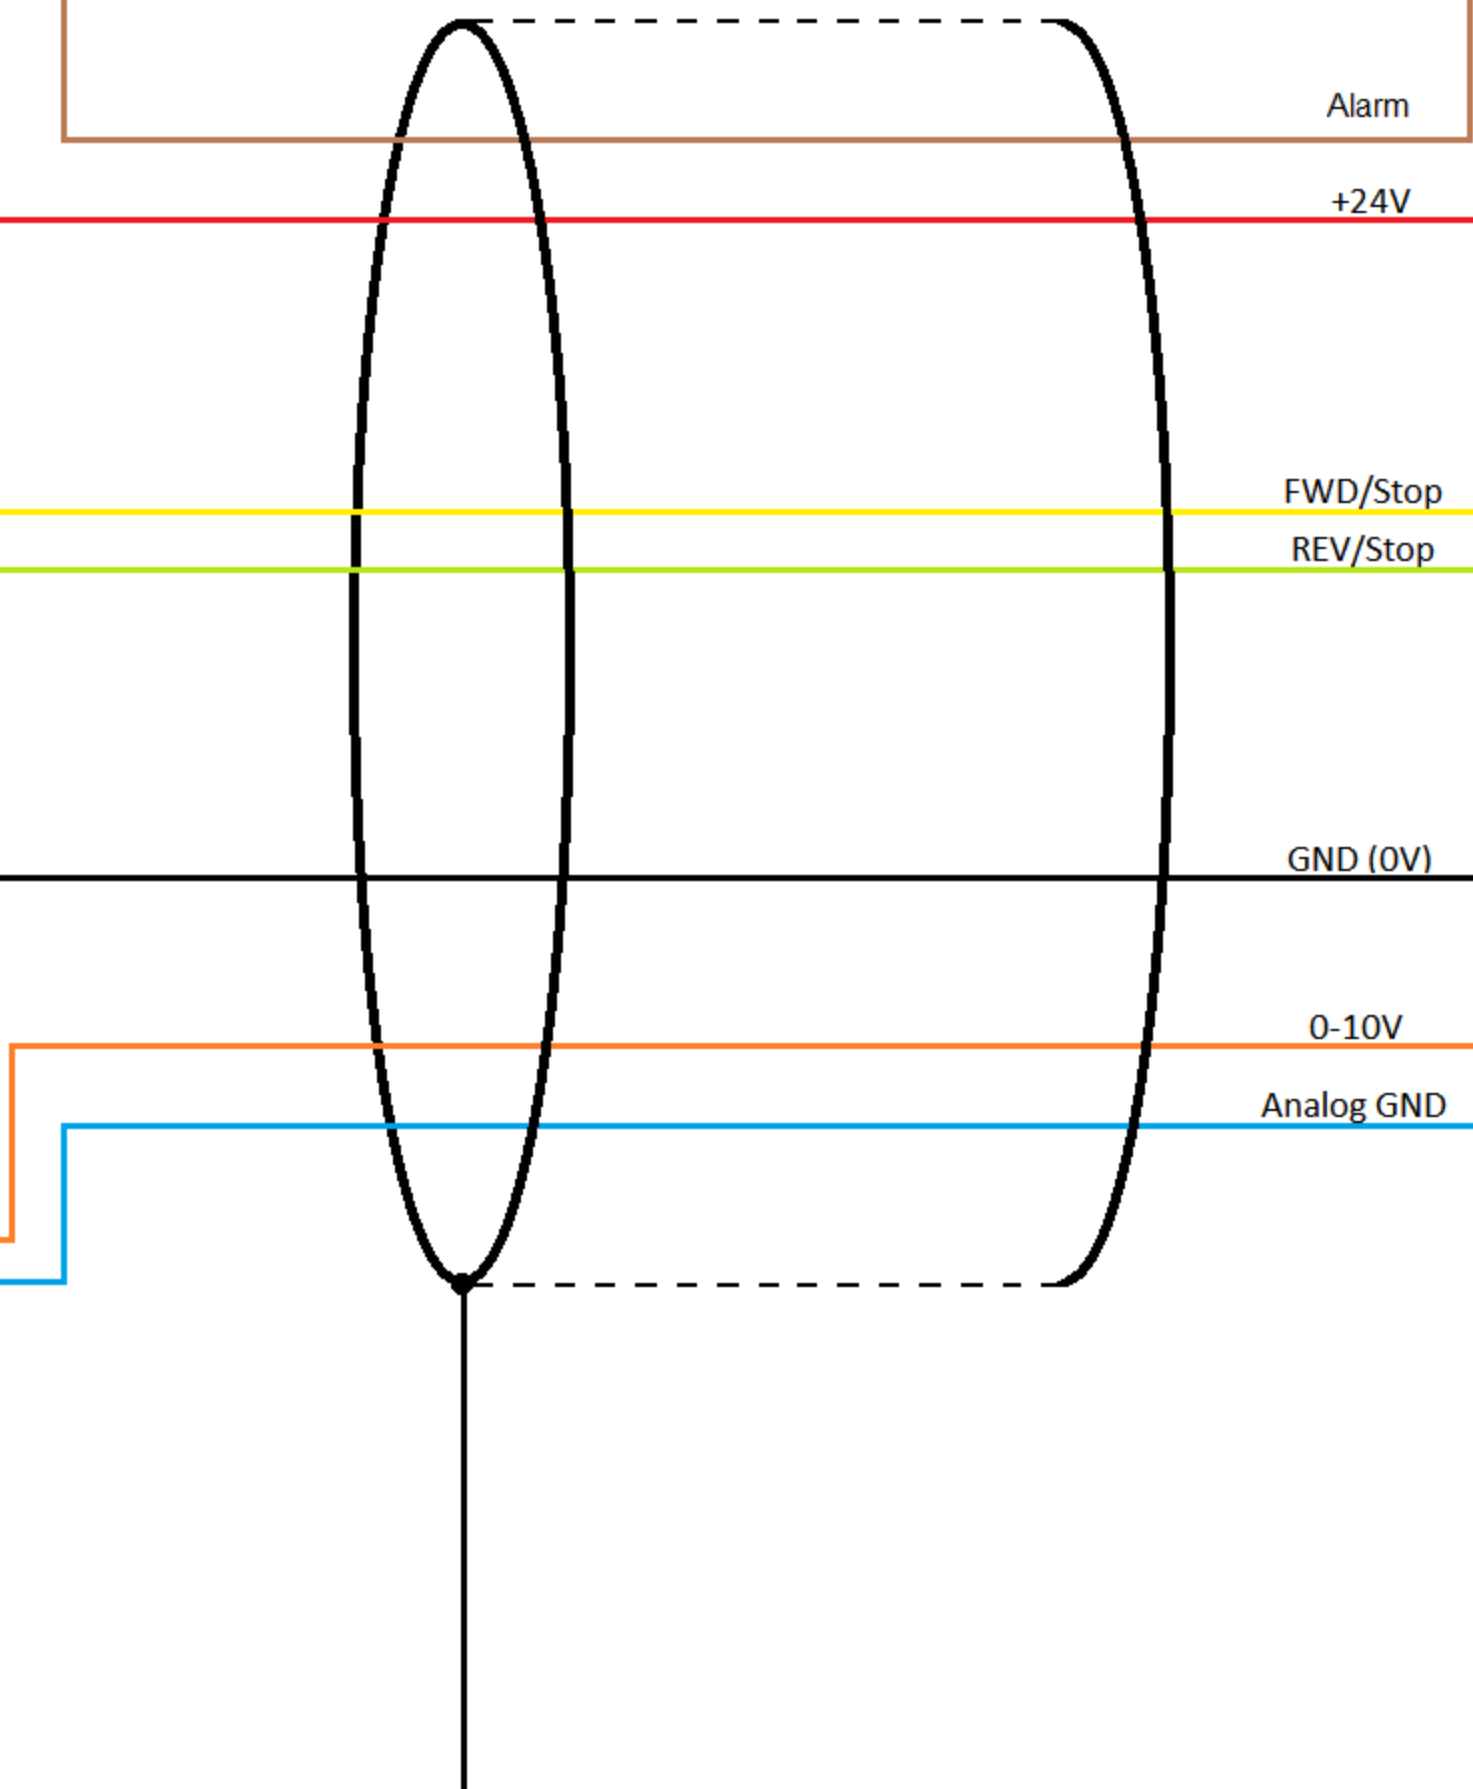 Alarm
+24V
FWD/Stop
REV/Stop
GND (0V)
0-10V
Analog GND